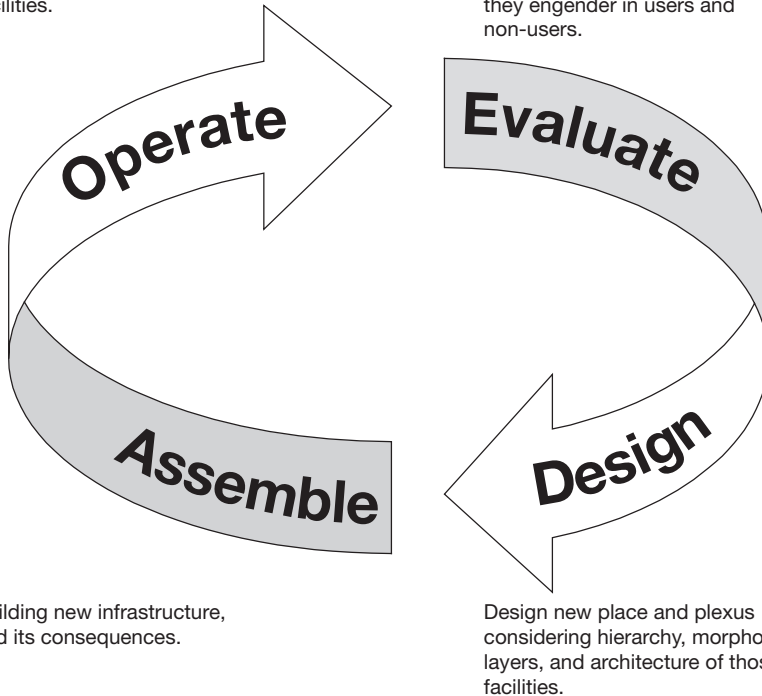 cilities.
they engender in users and
non-users.
Operate
Evaluate
Assemble
Design
ilding new infrastructure,
d its consequences.
Design new place and plexus
considering hierarchy, morpho
layers, and architecture of thos
facilities.